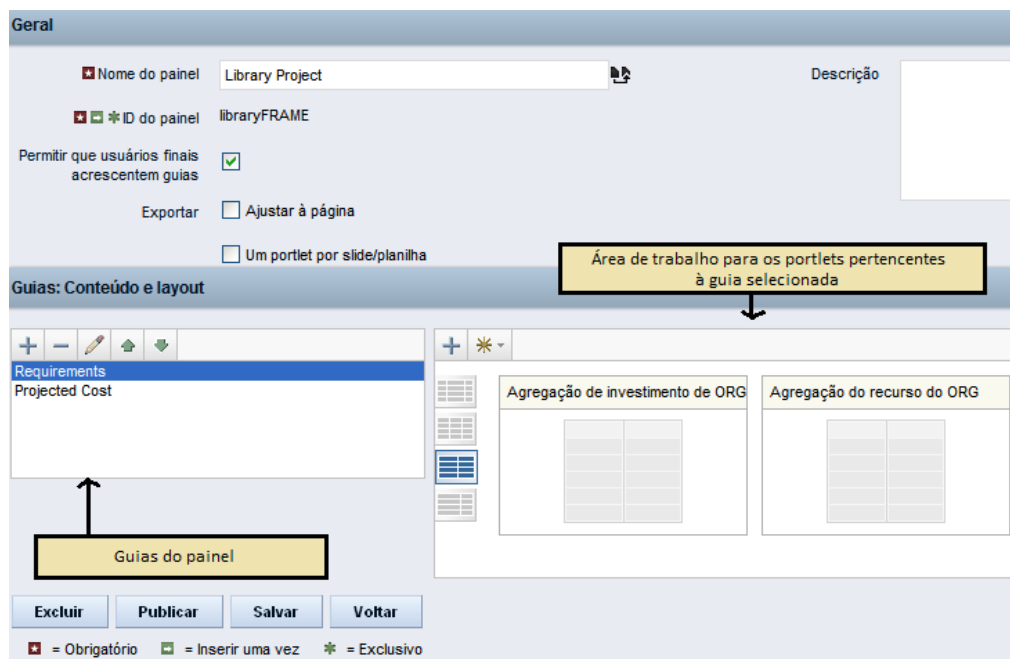 Geral
Nome do painel
Library Project
Descrição
ID do painel
libraryFRAME
Permitir que usuários finais
acrescentem guias
Exportar
Ajustar à página
Um portlet por slide/planilha
Área de trabalho para os portlets pertencentes
à guia selecionada
Guias: Conteúdo e layout
Requirements
Projected Cost
Agregação de investimento de ORG
Agregação do recurso do ORG
Guias do painel
Excluir
Publicar
Salvar
Voltar
= Obrigatório
= Inserir uma vez
= Exclusivo